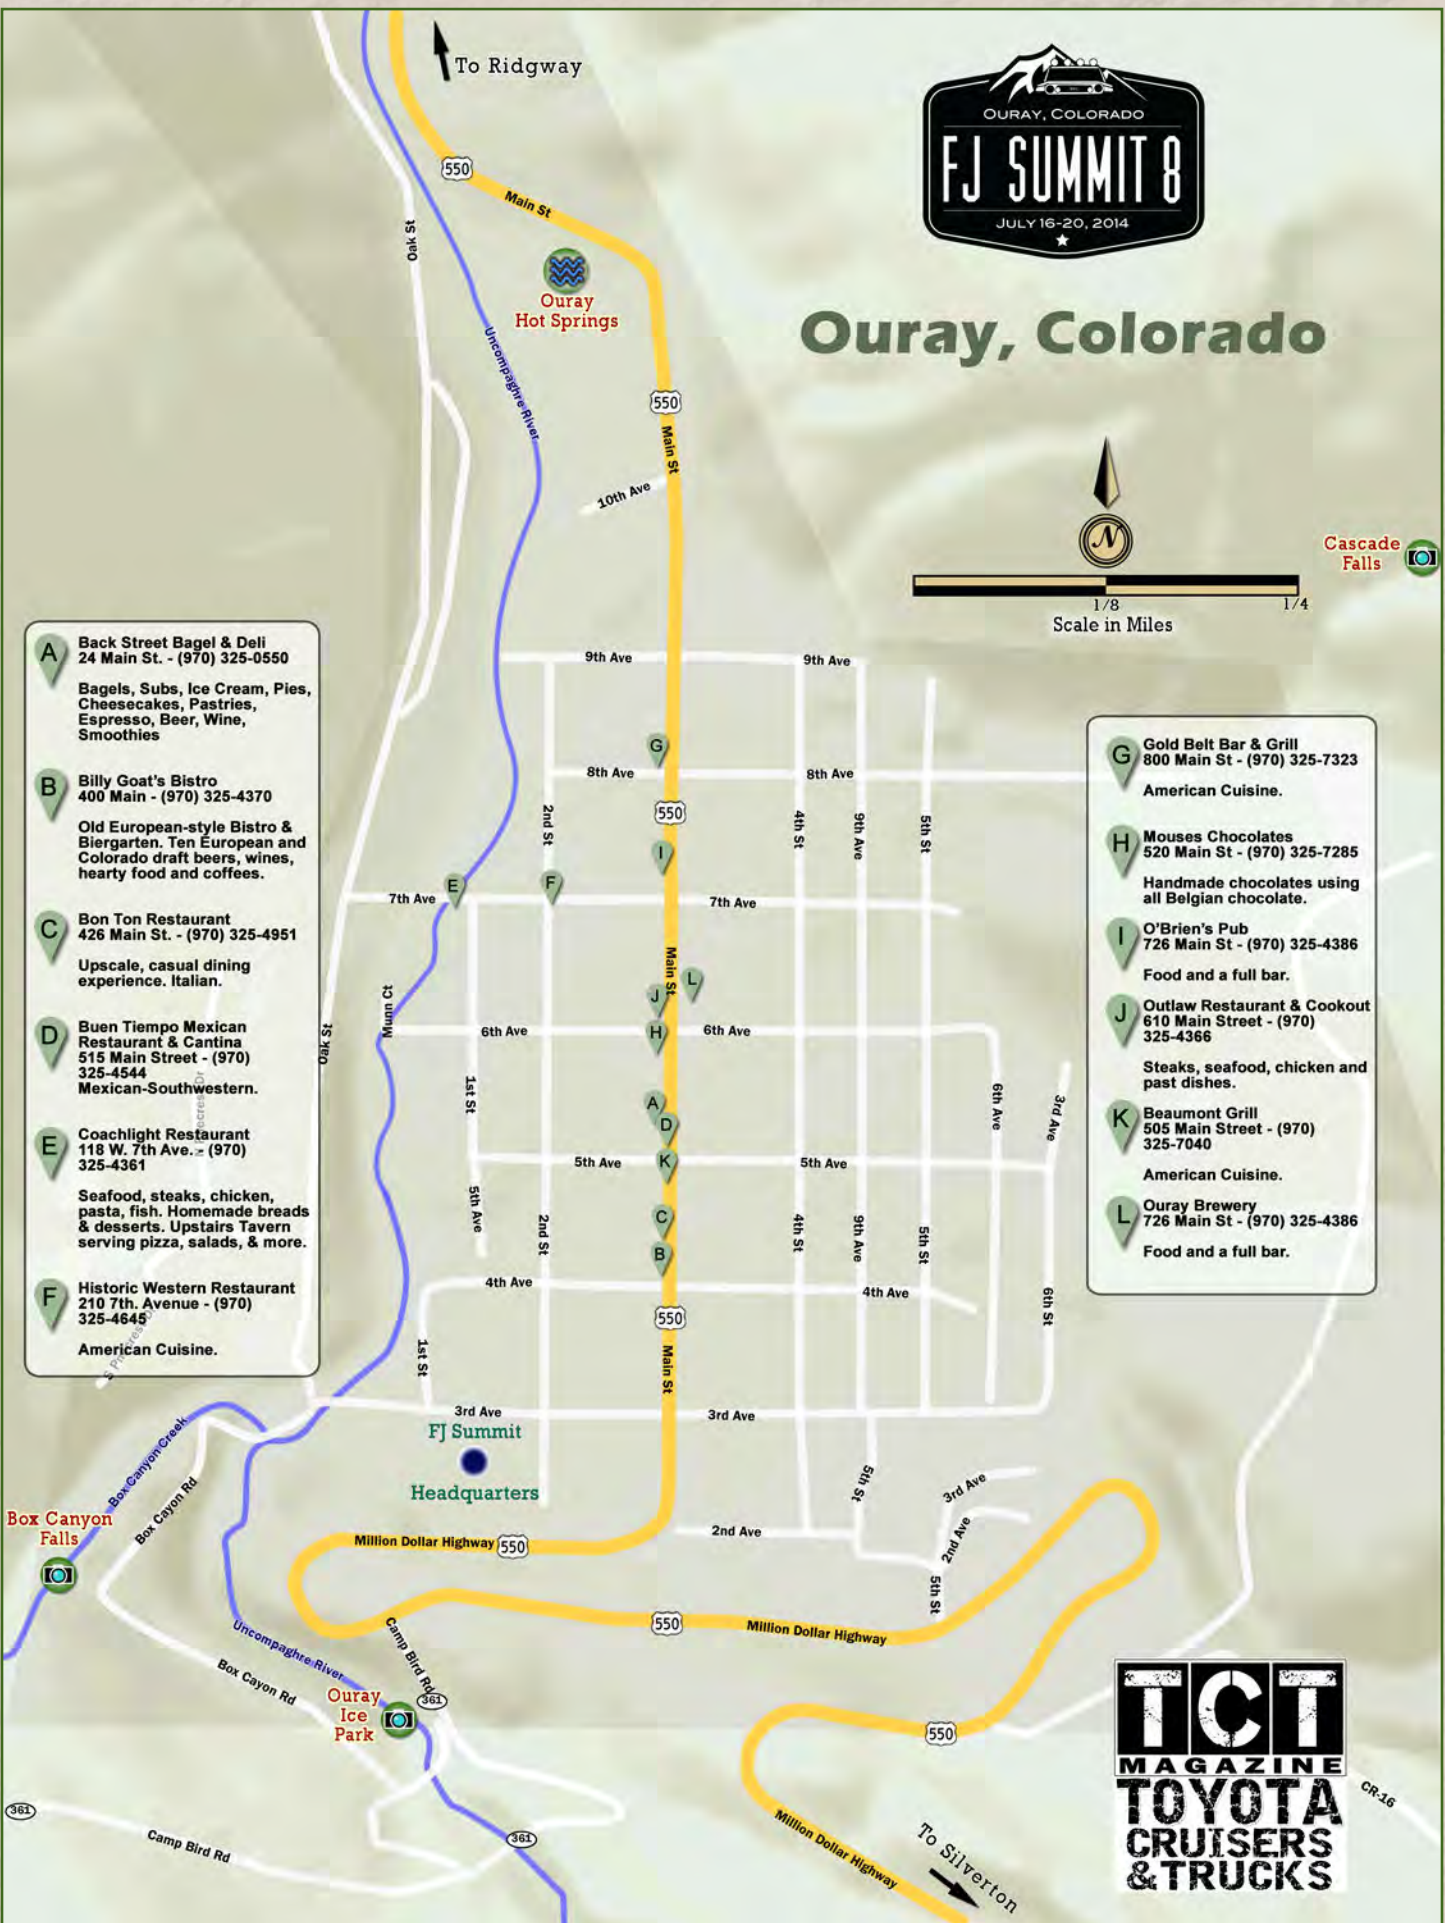 To Ridgway
OURAY, COLORADO
FJ SUMMIT 8
JULY 16-20, 2014
550
Main St
Oak St
Ouray
Hot Springs
Ouray, Colorado
Uncompaghre River
550
Main St
10th Ave
N
Cascade
Falls
1/8
1/4
Scale in Miles
A
Back Street Bagel & Deli
24 Main St. - (970) 325-0550
Bagels, Subs, Ice Cream, Pies,
Cheesecakes, Pastries,
Espresso, Beer, Wine,
Smoothies
B
Billy Goat's Bistro
400 Main - (970) 325-4370
Old European-style Bistro &
Biergarten. Ten European and
Colorado draft beers, wines,
hearty food and coffees.
C
Bon Ton Restaurant
426 Main St. - (970) 325-4951
Upscale, casual dining
experience. Italian.
D
Buen Tiempo Mexican
Restaurant & Cantina
515 Main Street - (970)
325-4544
Mexican-Southwestern.
E
Coachlight Restaurant
118 W. 7th Ave. - (970)
325-4361
Seafood, steaks, chicken,
pasta, fish. Homemade breads
& desserts. Upstairs Tavern
serving pizza, salads, & more.
F
Historic Western Restaurant
210 7th. Avenue - (970)
325-4645
American Cuisine.
G
Gold Belt Bar & Grill
800 Main St - (970) 325-7323
American Cuisine.
H
Mouses Chocolates
520 Main St - (970) 325-7285
Handmade chocolates using
all Belgian chocolate.
I
O'Brien's Pub
726 Main St - (970) 325-4386
Food and a full bar.
J
Outlaw Restaurant & Cookout
610 Main Street - (970)
325-4366
Steaks, seafood, chicken and
past dishes.
K
Beaumont Grill
505 Main Street - (970)
325-7040
American Cuisine.
L
Ouray Brewery
726 Main St - (970) 325-4386
Food and a full bar.
9th Ave
9th Ave
G
8th Ave
8th Ave
550
2nd St
4th St
9th Ave
5th St
I
E
F
7th Ave
7th Ave
Main St
L
J
Munn Ct
Oak St
6th Ave
H
6th Ave
1st St
A
D
6th Ave
3rd Ave
5th Ave
K
5th Ave
5th Ave
2nd St
C
B
4th St
9th Ave
5th St
4th Ave
4th Ave
6th St
550
1st St
Main St
3rd Ave
3rd Ave
FJ Summit
Headquarters
Box Canyon Creek
Box Cayon Rd
Box Canyon
Falls
5th St
3rd Ave
2nd Ave
2nd Ave
5th St
Million Dollar Highway
550
550
Million Dollar Highway
Uncompaghre River
Camp Bird Rd
Box Cayon Rd
361
Ouray
Ice
Park
550
361
Camp Bird Rd
361
Million Dollar Highway
To Silverton
CR-16
TCT
MAGAZINE
TOYOTA
CRUISERS
&TRUCKS